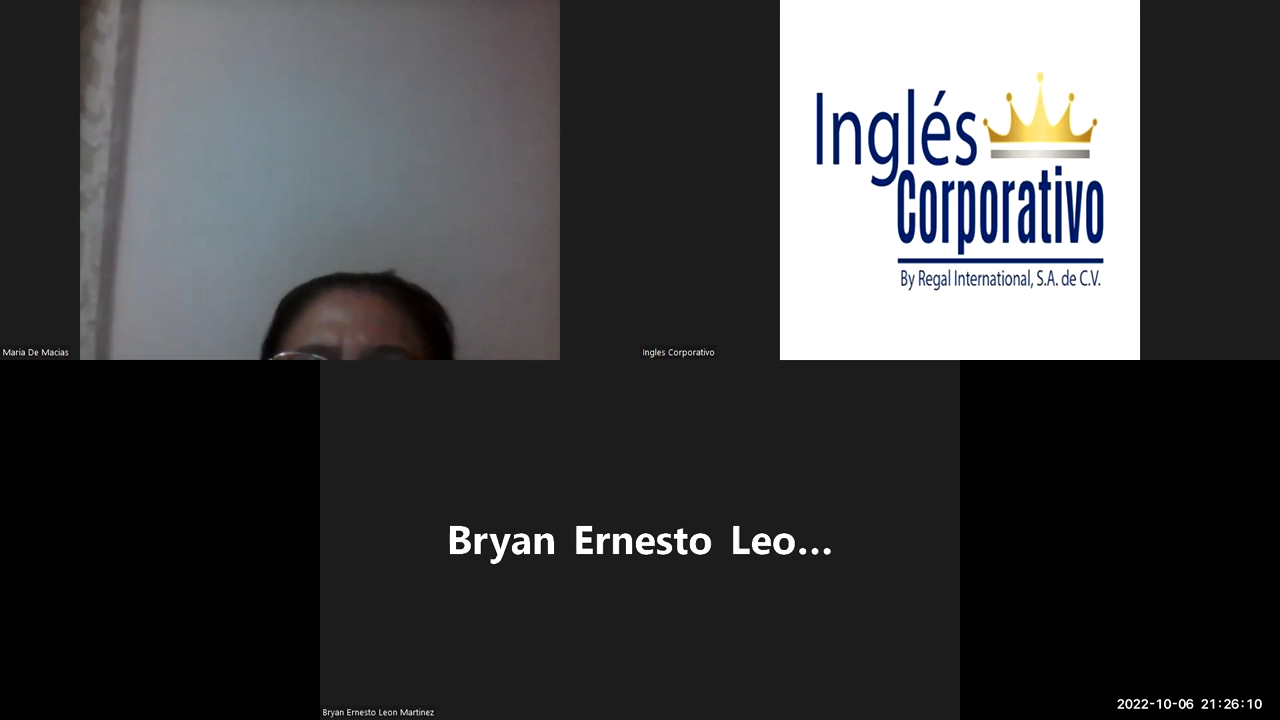 Inglés
Corporativo
By Regal International, S.A. de C.V.
Maria De Macias
Ingles Corporativo
Bryan Ernesto Leo...
Bryan Ernesto Leon Martinez
2022-10-06 21:26:10